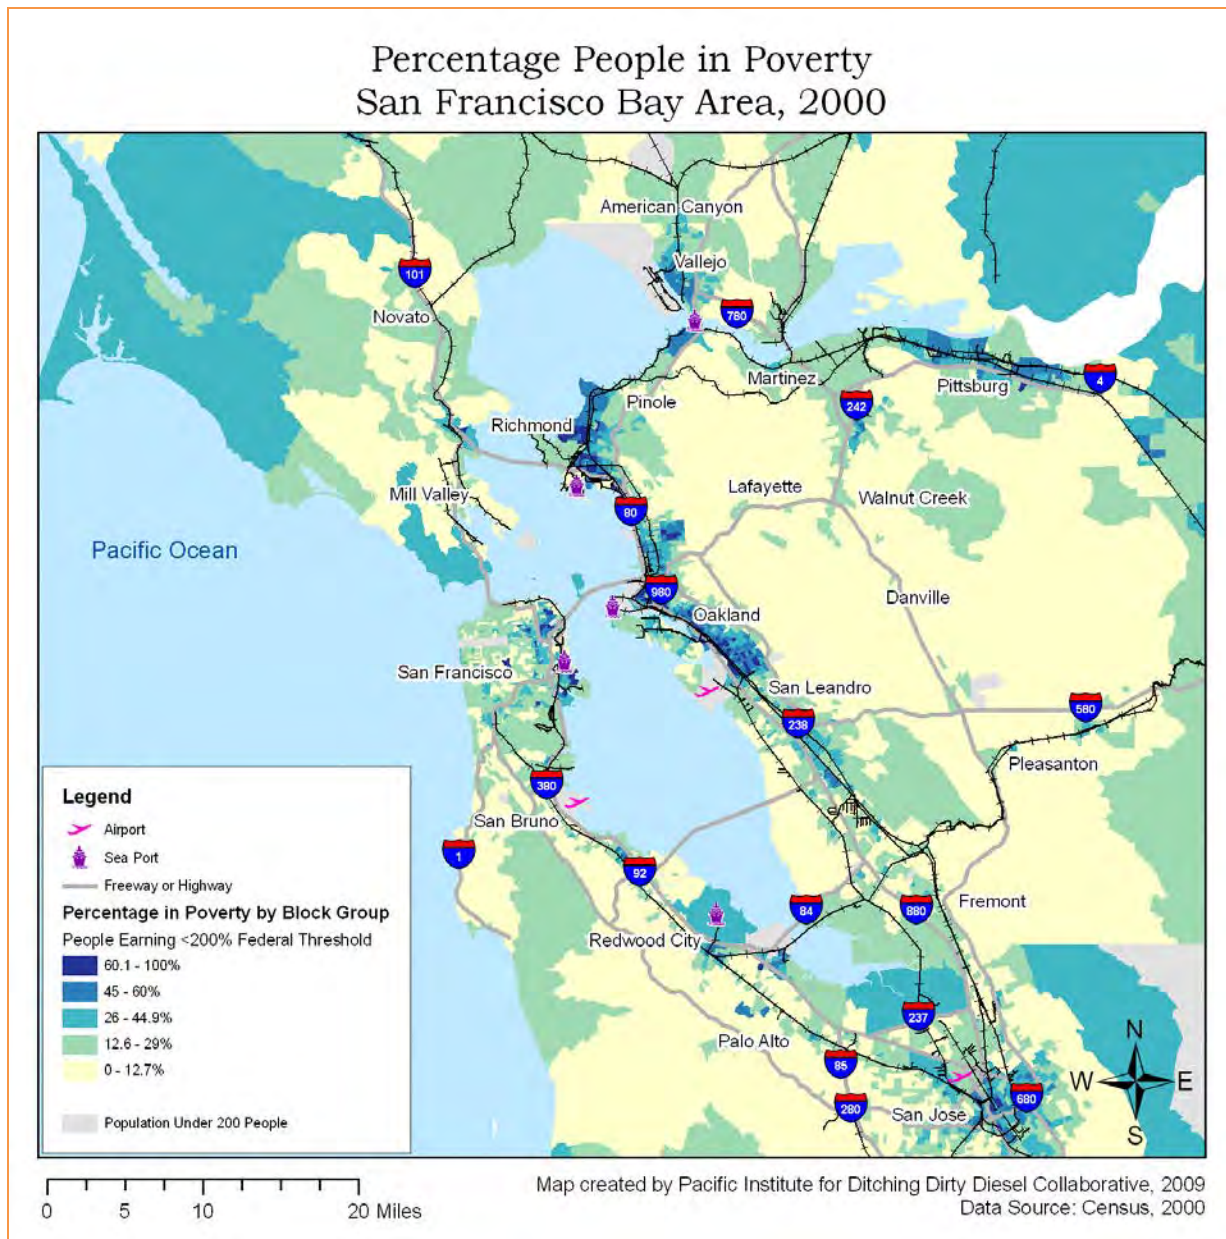 Percentage People in Poverty
San Francisco Bay Area, 2000
American Canyon
Vallejo
101
780
Novato
Martinez
Pittsburg
4
242
Pinole
Richmond
Mill Valley
80
Lafayette
Walnut Creek
Pacific Ocean
980
Danville
Oakland
San Francisco
San Leandro
238
580
Pleasanton
380
San Bruno
1
92
84
880
Fremont
Redwood City
237
Palo Alto
85
280
San Jose
680
N
W
E
S
Legend
Airport
Sea Port
Freeway or Highway
Percentage in Poverty by Block Group
People Earning <200% Federal Threshold
60.1 - 100%
45 - 60%
26 - 44.9%
12.6 - 29%
0 - 12.7%
Population Under 200 People
0 5 10 20 Miles
Map created by Pacific Institute for Ditching Dirty Diesel Collaborative, 2009
Data Source: Census, 2000